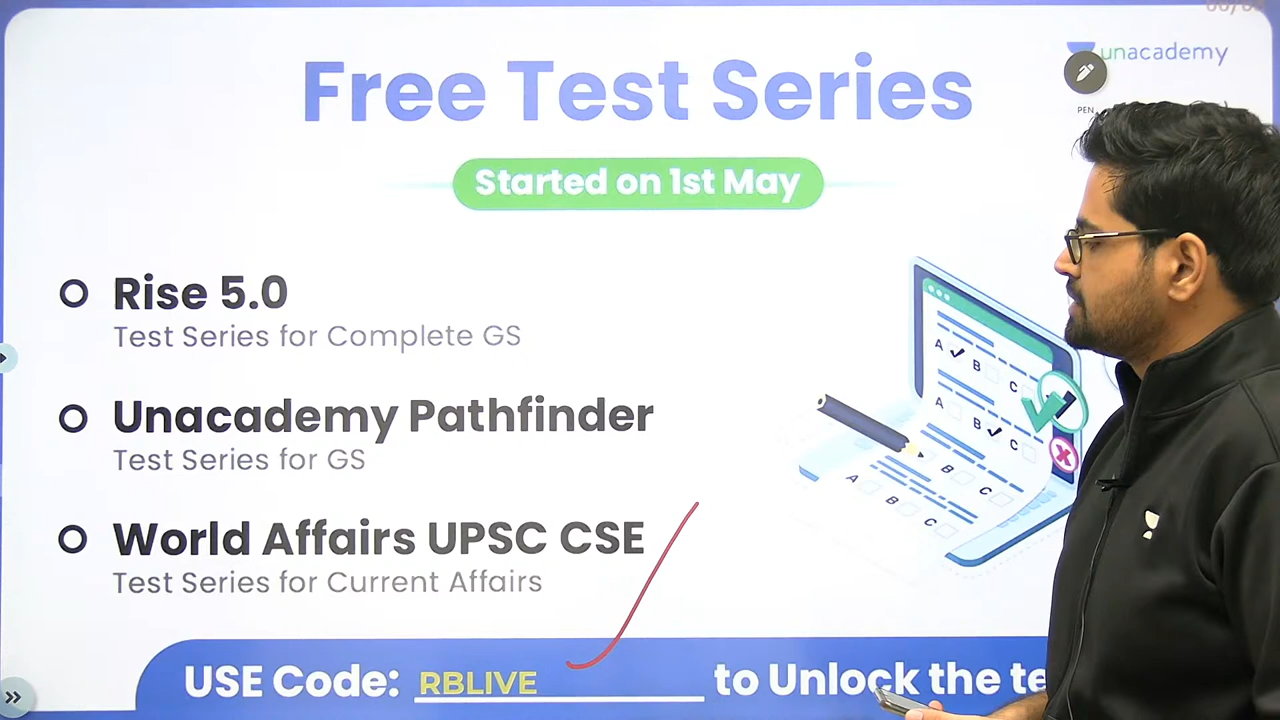 unacademy
Free Test Series
PEN
Started on 1st May
Rise 5.0
Test Series for Complete GS
Unacademy Pathfinder
Test Series for GS
World Affairs UPSC CSE
Test Series for Current Affairs
A B C
A B C
A B C
USE Code: RBLIVE to Unlock the te